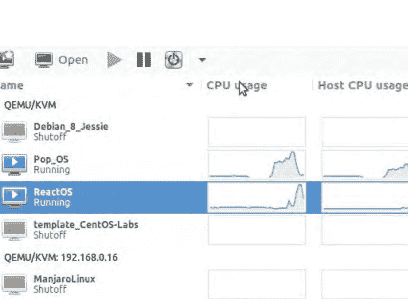 Open
ame CPU usage Host CPU usage
QEMU/KVM
Debian_8_Jessie
Shutoff
Pop_OS
Running
ReactOS
Running
template_CentOS-Labs
Shutoff
QEMU/KVM: 192.168.0.16
ManjaroLinux
Shutoff